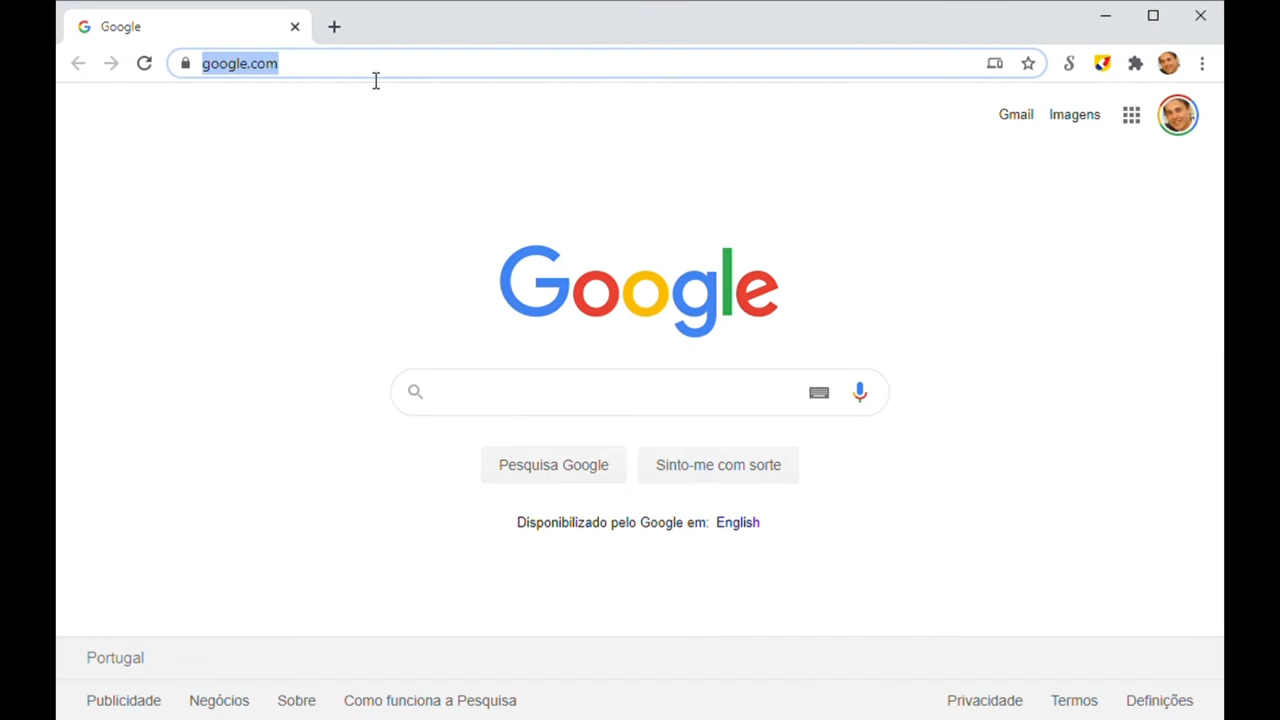 Google
google.com
Gmail Imagens
Google
Pesquisa Google Sinto-me com sorte
Disponibilizado pelo Google em: English
Portugal
Publicidade Negócios Sobre Como funciona a Pesquisa Privacidade Termos Definições